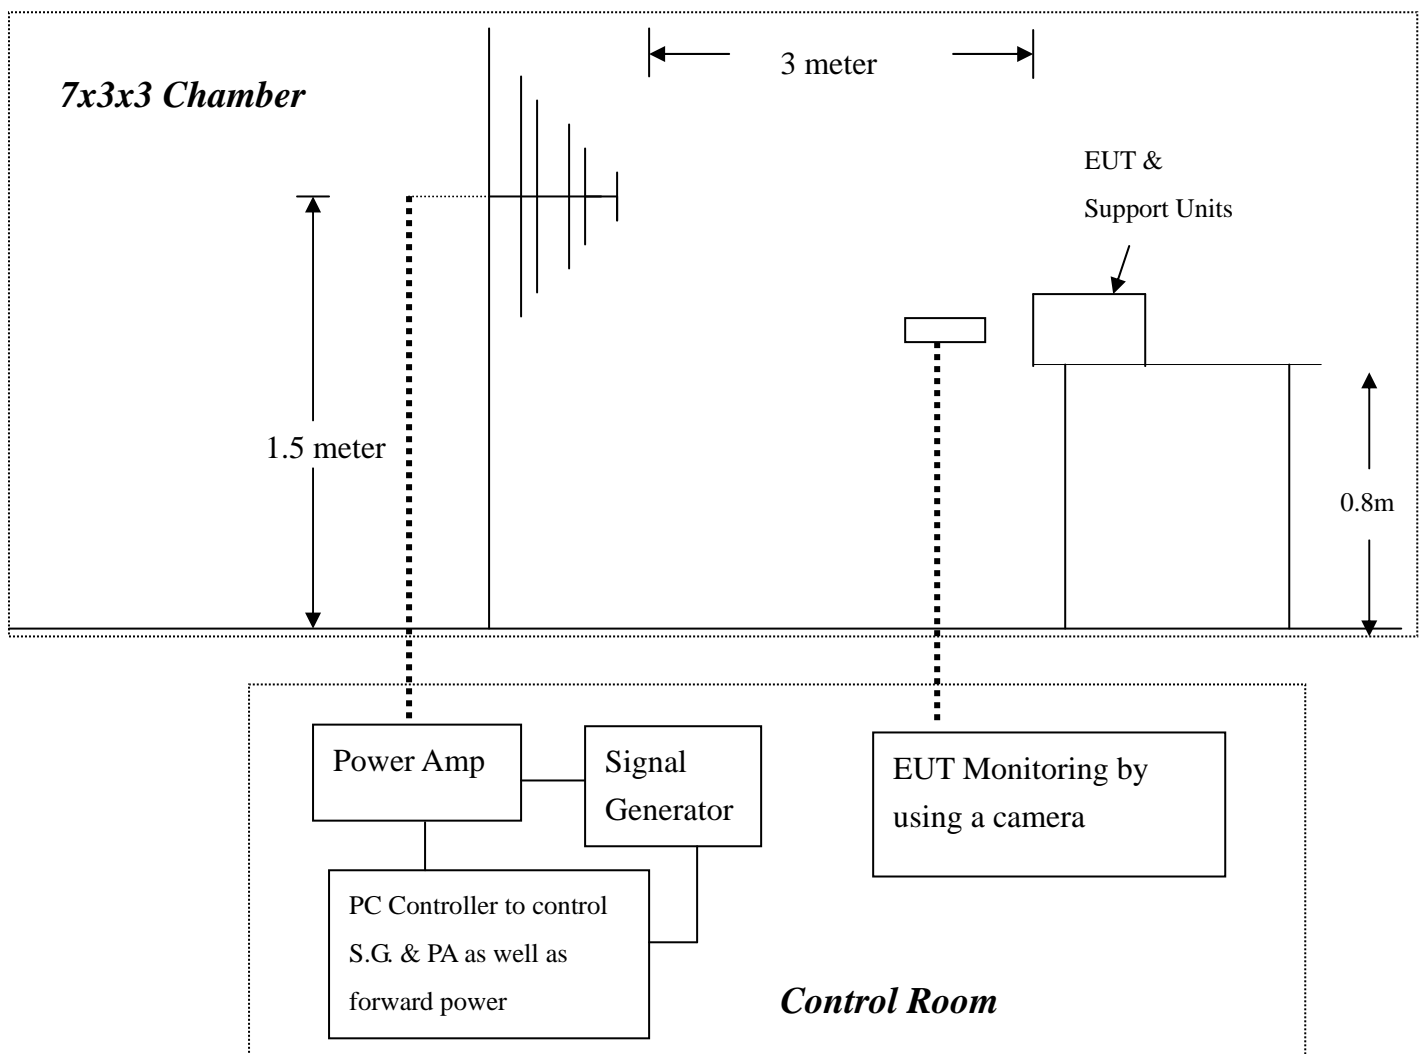 3 meter
7x3x3 Chamber
EUT &
Support Units
1.5 meter
0.8m
Power Amp
Signal
Generator
EUT Monitoring by
using a camera
PC Controller to control
S.G. & PA as well as
forward power
Control Room